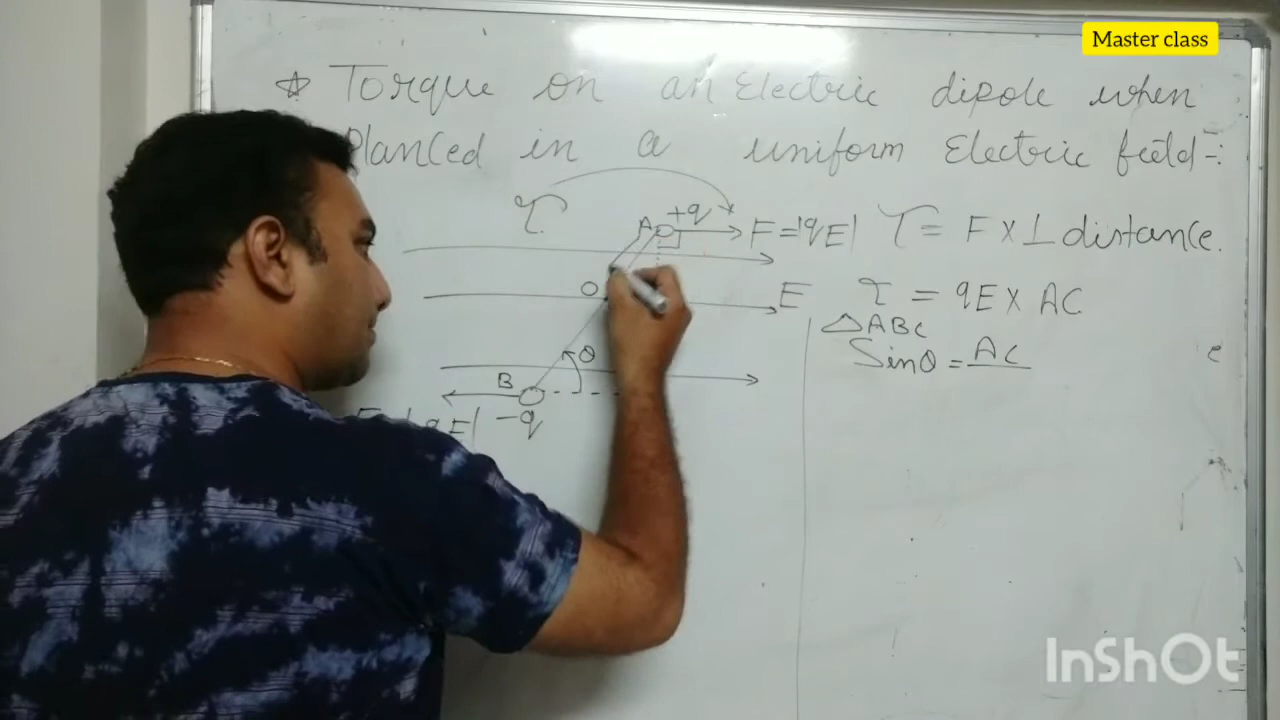 Master class
☆ Torque on an Electric dipole when
Planced in a uniform Electric field-:
τ
A +q F=|qE| τ = F × ⊥ distance.
O E τ = qE × AC
△ABC
Sinθ = AC
θ
B
-q
qE|
InShOt